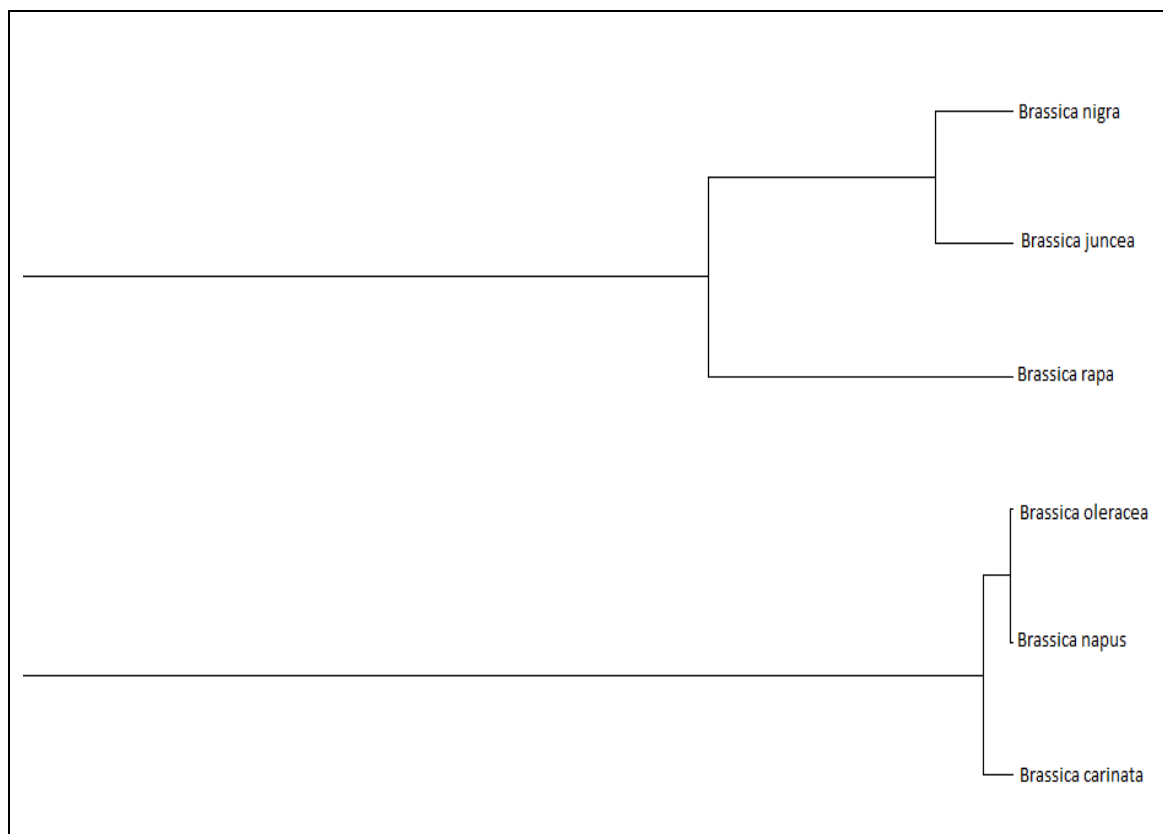 Brassica nigra
Brassica juncea
Brassica rapa
Brassica oleracea
Brassica napus
Brassica carinata